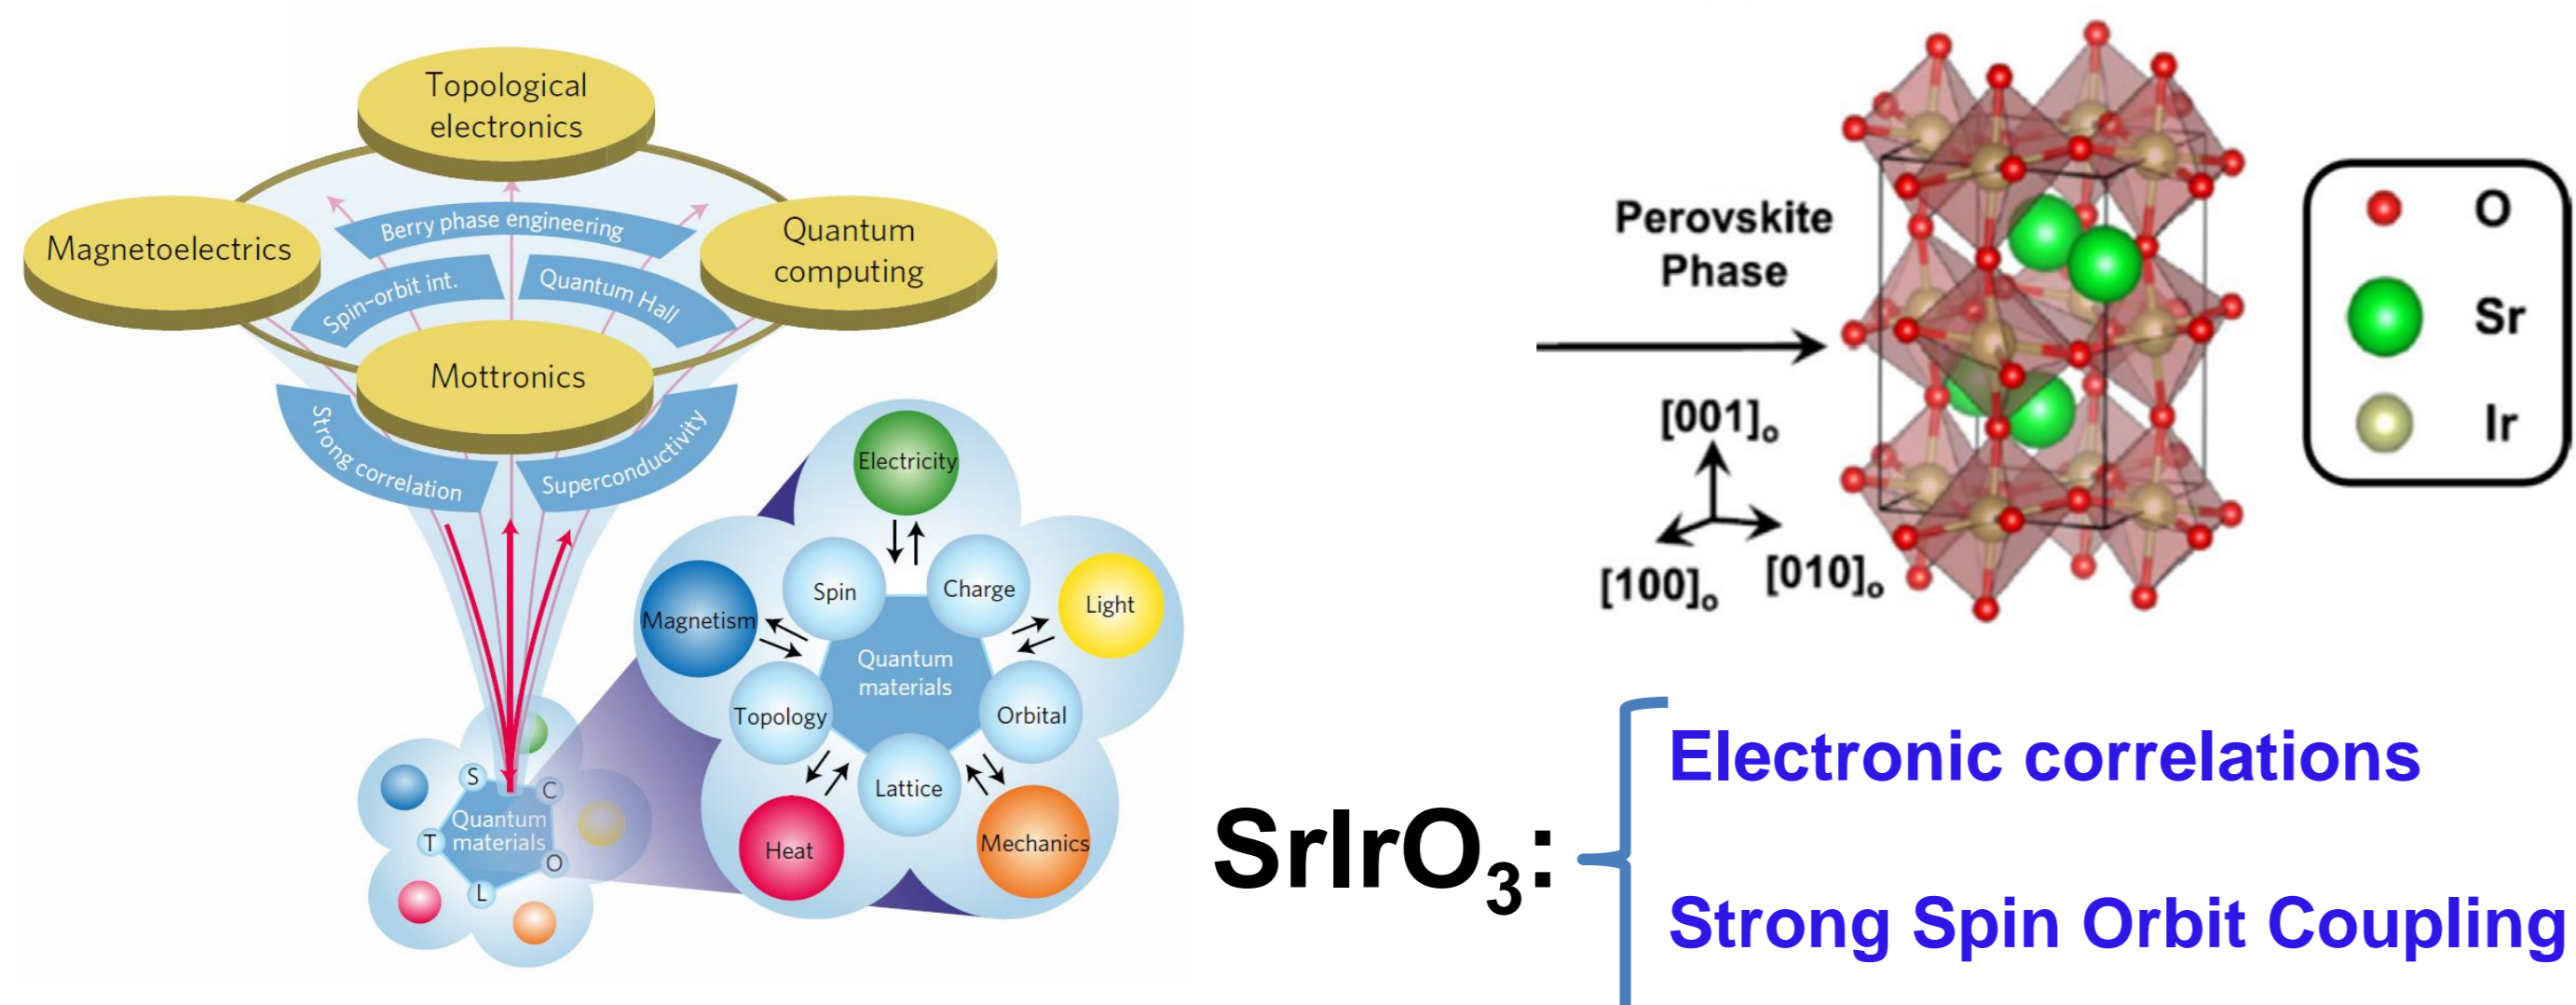 Topological
electronics
Magnetoelectrics
Berry phase engineering
Quantum
computing
Spin-orbit int.
Quantum Hall
Mottronics
Strong correlation
Superconductivity
Electricity
Spin
Charge
Magnetism
Light
Quantum
materials
Topology
Orbital
Lattice
Heat
Mechanics
S
C
Quantum
materials
T
O
L
Perovskite
Phase
[001]o
[100]o
[010]o
O
Sr
Ir
SrIrO3:
Electronic correlations
Strong Spin Orbit Coupling